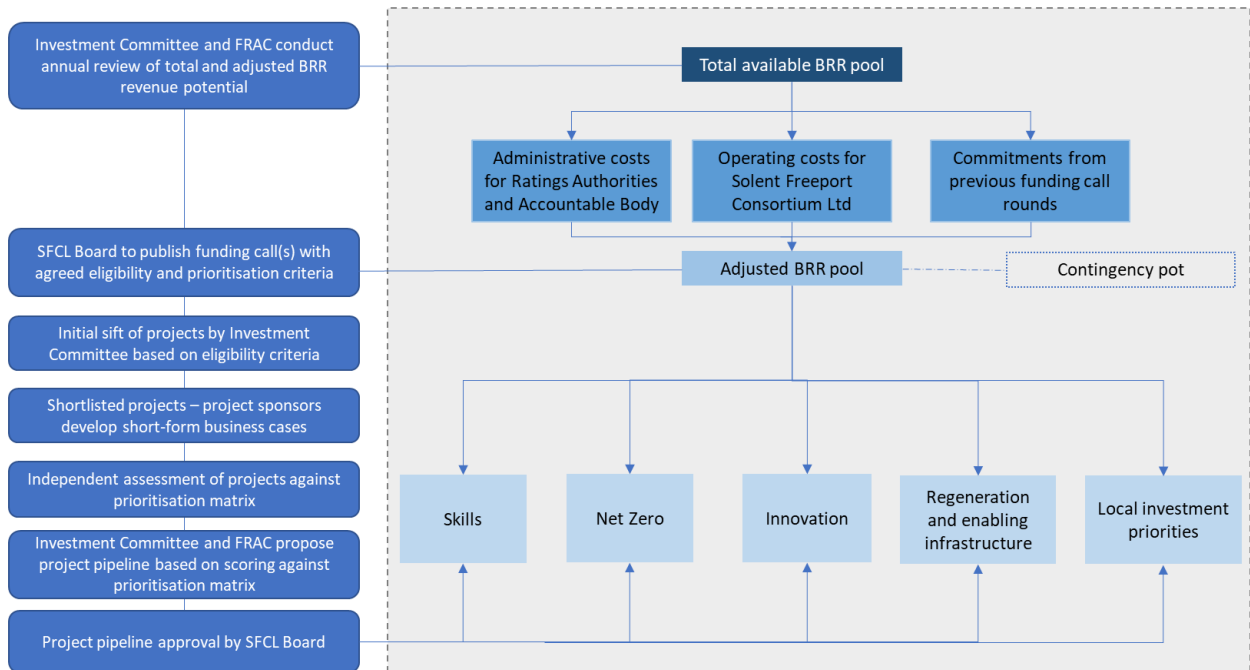 Investment Committee and FRAC conduct
annual review of total and adjusted BRR
revenue potential
SFCL Board to publish funding call(s) with
agreed eligibility and prioritisation criteria
Initial sift of projects by Investment
Committee based on eligibility criteria
Shortlisted projects – project sponsors
develop short-form business cases
Independent assessment of projects against
prioritisation matrix
Investment Committee and FRAC propose
project pipeline based on scoring against
prioritisation matrix
Project pipeline approval by SFCL Board
Total available BRR pool
Administrative costs
for Ratings Authorities
and Accountable Body
Operating costs for
Solent Freeport
Consortium Ltd
Commitments from
previous funding call
rounds
Adjusted BRR pool
Contingency pot
Skills
Net Zero
Innovation
Regeneration
and enabling
infrastructure
Local investment
priorities